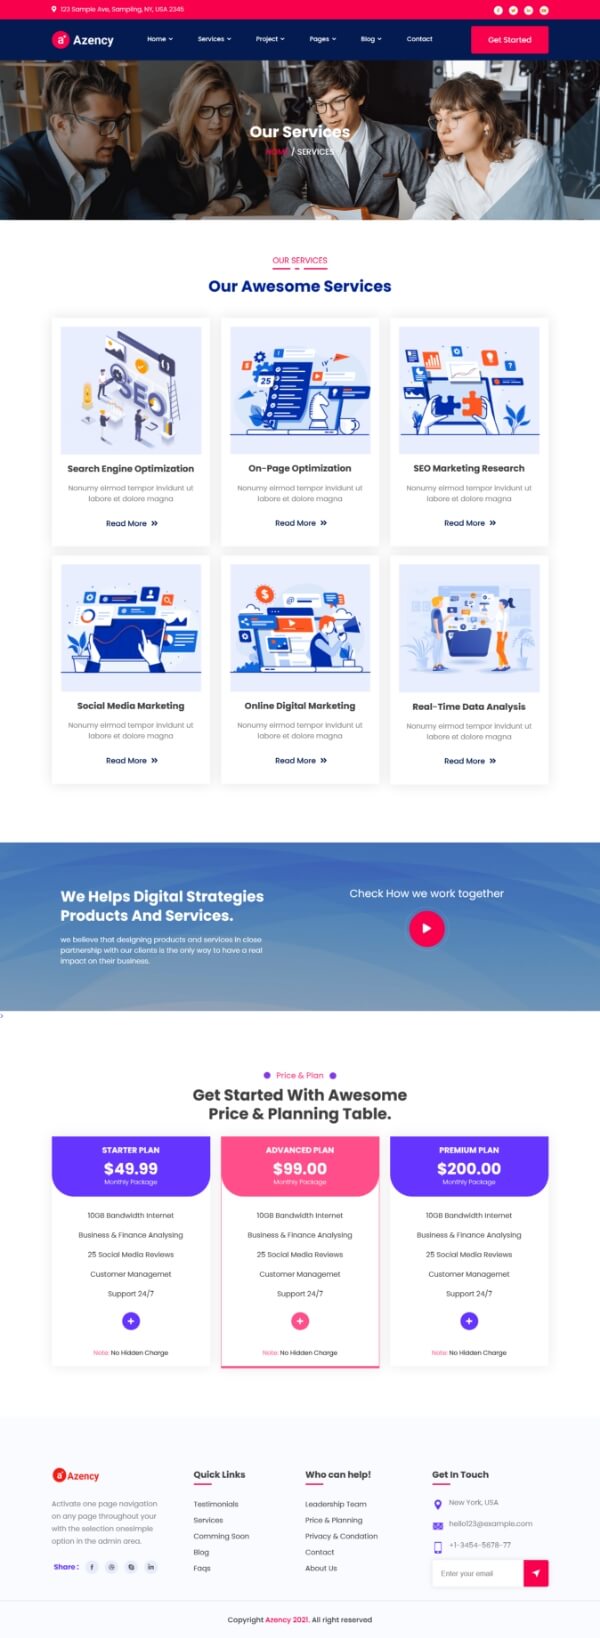 123 Sample Ave, Sampling, NY, USA 2345
Azency
Home
Services
Project
Pages
Blog
Contact
Get Started
Our Services
HOME / SERVICES
OUR SERVICES
Our Awesome Services
SEO
25
Search Engine Optimization
On-Page Optimization
SEO Marketing Research
Nonumy eirmod tempor invidunt ut
labore et dolore magna
Nonumy eirmod tempor invidunt ut
labore et dolore magna
Nonumy eirmod tempor invidunt ut
labore et dolore magna
Read More
Read More
Read More
Social Media Marketing
Online Digital Marketing
Real-Time Data Analysis
Nonumy eirmod tempor invidunt ut
labore et dolore magna
Nonumy eirmod tempor invidunt ut
labore et dolore magna
Nonumy eirmod tempor invidunt ut
labore et dolore magna
Read More
Read More
Read More
We Helps Digital Strategies
Products And Services.
we believe that designing products and services in close
partnership with our clients is the only way to have a real
impact on their business.
Check How we work together
>
Price & Plan
Get Started With Awesome
Price & Planning Table.
STARTER PLAN
$49.99
Monthly Package
10GB Bandwidth Internet
Business & Finance Analysing
25 Social Media Reviews
Customer Managemet
Support 24/7
Note: No Hidden Charge
ADVANCED PLAN
$99.00
Monthly Package
10GB Bandwidth Internet
Business & Finance Analysing
25 Social Media Reviews
Customer Managemet
Support 24/7
Note: No Hidden Charge
PREMIUM PLAN
$200.00
Monthly Package
10GB Bandwidth Internet
Business & Finance Analysing
25 Social Media Reviews
Customer Managemet
Support 24/7
Note: No Hidden Charge
Azency
Activate one page navigation
on any page throughout your
with the selection onesimple
option in the admin area.
Share :
Quick Links
Testimonials
Services
Comming Soon
Blog
Faqs
Who can help!
Leadership Team
Price & Planning
Privacy & Condation
Contact
About Us
Get In Touch
New York, USA
hello123@example.com
+1-3454-5678-77
Enter your email
Copyright Azency 2021. All right reserved